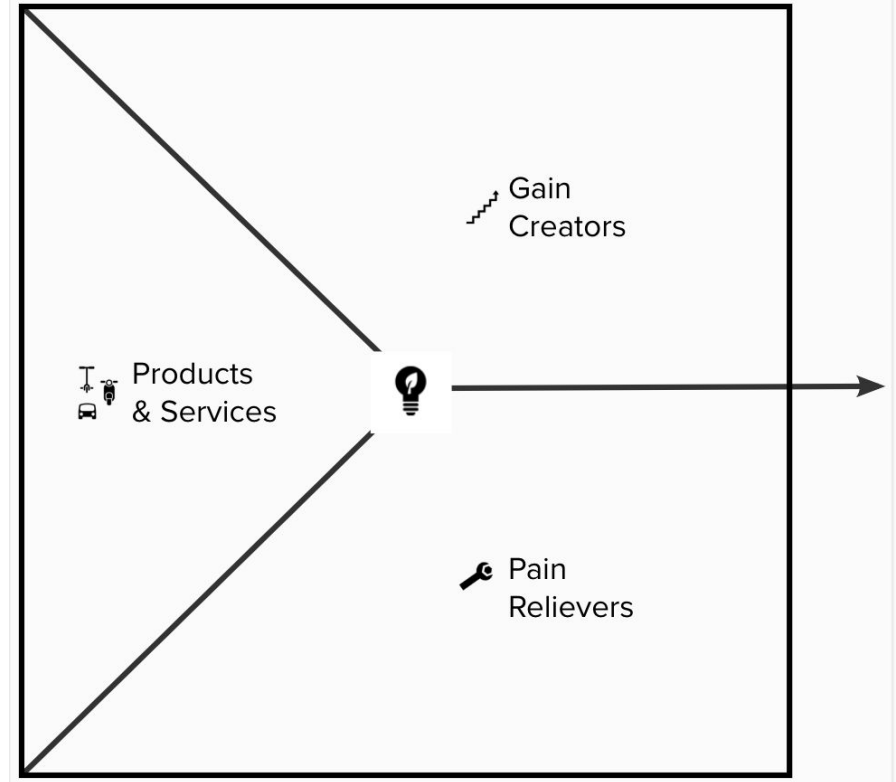 Gain
Creators
Products
& Services
Pain
Relievers